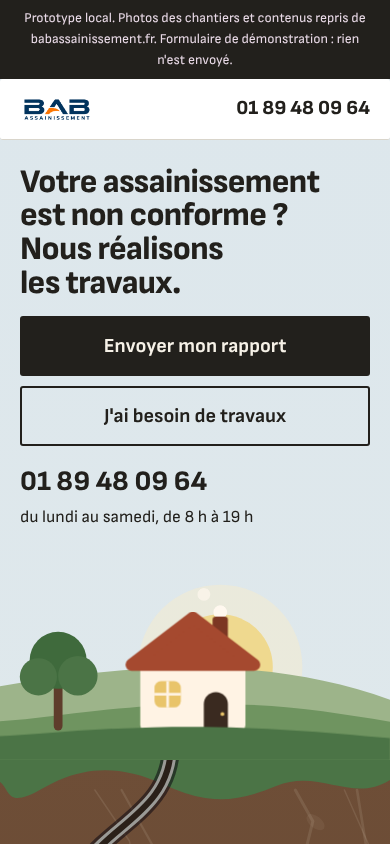 Prototype local. Photos des chantiers et contenus repris de
babassainissement.fr. Formulaire de démonstration : rien
n'est envoyé.
BAB
ASSAINISSEMENT
01 89 48 09 64
Votre assainissement
est non conforme ?
Nous réalisons
les travaux.
Envoyer mon rapport
J'ai besoin de travaux
01 89 48 09 64
du lundi au samedi, de 8 h à 19 h